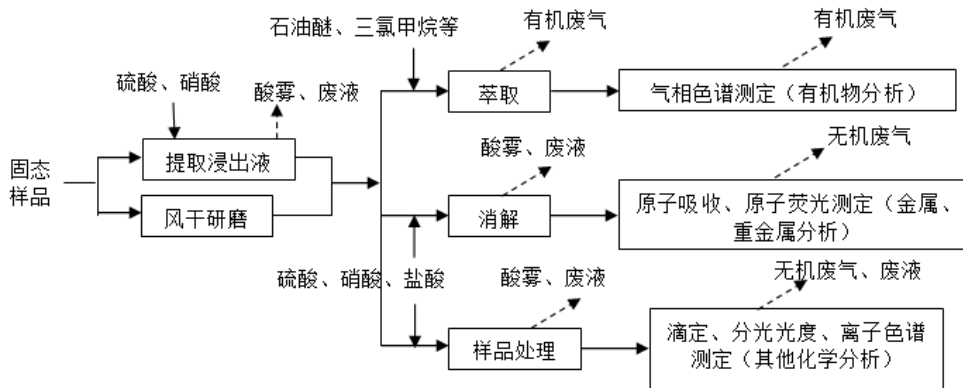 石油醚、三氯甲烷等
有机废气
有机废气
硫酸、硝酸
酸雾、废液
萃取
气相色谱测定（有机物分析）
固态
样品
提取浸出液
风干研磨
酸雾、废液
无机废气
消解
原子吸收、原子荧光测定（金属、
重金属分析）
硫酸、硝酸、盐酸
酸雾、废液
无机废气、废液
样品处理
滴定、分光光度、离子色谱
测定（其他化学分析）